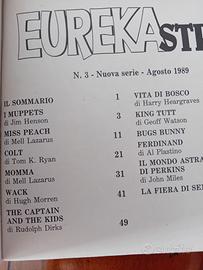 EUREKA
N. 3 - Nuova serie - Agosto 1989
IL SOMMARIO 1
I MUPPETS
di Jim Henson 3
MISS PEACH
di Mell Lazarus 11
COLT
di Tom K. Ryan 21
MOMMA
di Mell Lazarus 31
WACK
di Hugh Morren 41
THE CAPTAIN
AND THE KIDS
di Rudolph Dirks 49
VITA DI BOSCO
di Harry Heargraves
KING TUTT
di Geoff Watson
BUGS BUNNY
FERDINAND
di Al Plastino
IL MONDO
DI PERKINS
di John Miles
LA FIERA DI